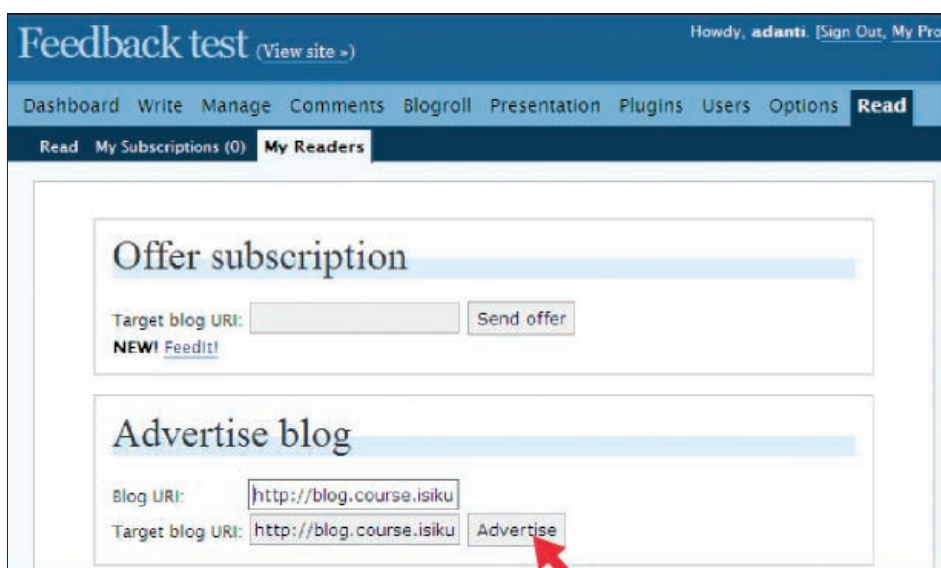 Feedback test (View site »)
Howdy, adanti. [Sign Out, My Pro
Dashboard Write Manage Comments Blogroll Presentation Plugins Users Options Read
Read My Subscriptions (0) My Readers
Offer subscription
Target blog URI: Send offer
NEW! FeedIt!
Advertise blog
Blog URI: http://blog.course.isiku
Target blog URI: http://blog.course.isiku Advertise